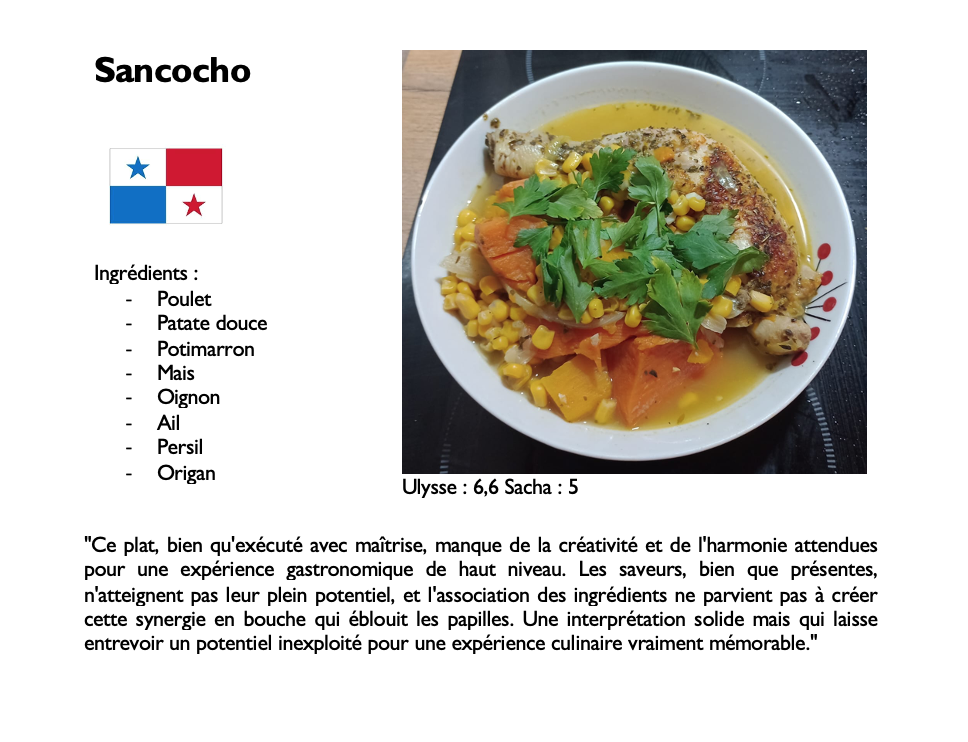 Sancocho
Ingrédients :
- Poulet
- Patate douce
- Potimarron
- Mais
- Oignon
- Ail
- Persil
- Origan
Ulysse : 6,6 Sacha : 5
"Ce plat, bien qu'exécuté avec maîtrise, manque de la créativité et de l'harmonie attendues
pour une expérience gastronomique de haut niveau. Les saveurs, bien que présentes,
n'atteignent pas leur plein potentiel, et l'association des ingrédients ne parvient pas à créer
cette synergie en bouche qui éblouit les papilles. Une interprétation solide mais qui laisse
entrevoir un potentiel inexploité pour une expérience culinaire vraiment mémorable."